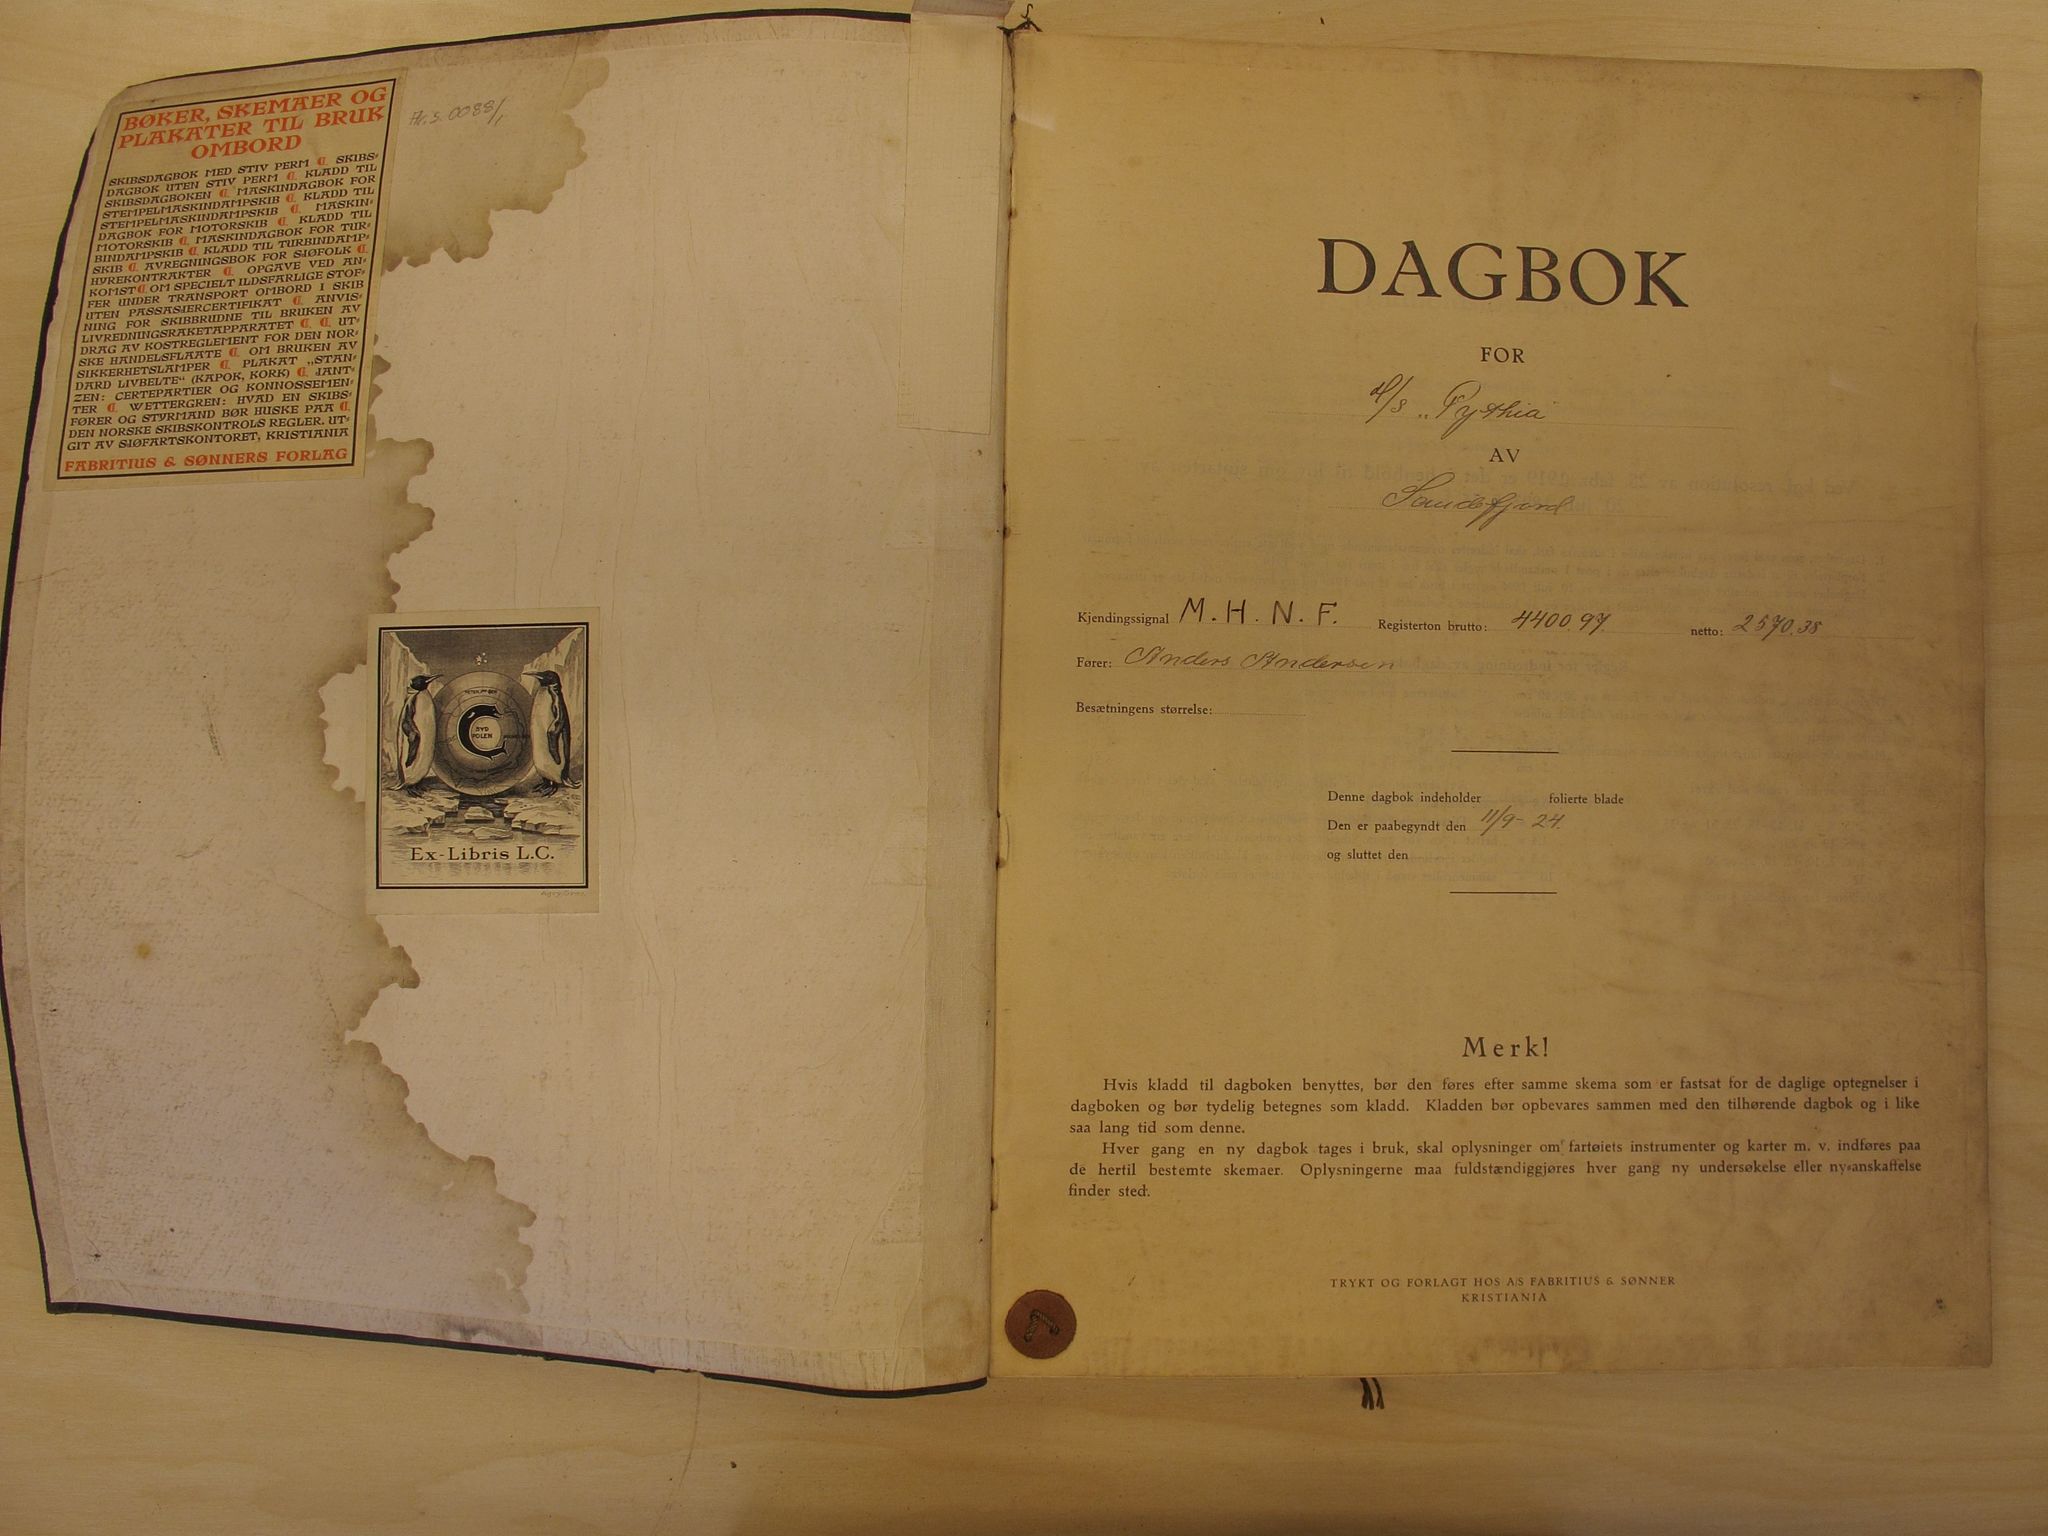 BØKER, SKEMAER OG
PLAKATER TIL BRUK
OMBORD
SKIBSDAGBOK MED STIV PERM ⁋ SKIBS-
DAGBOK UTEN STIV PERM ⁋ KLADD TIL
SKIBSDAGBOKEN ⁋ MASKINDAGBOK FOR
STEMPELMASKINDAMPSKIB ⁋ KLADD TIL
STEMPELMASKINDAMPSKIB ⁋ MASKIN-
DAGBOK FOR MOTORSKIB ⁋ KLADD TIL
MOTORSKIB ⁋ MASKINDAGBOK FOR TUR-
BINDAMPSKIB ⁋ KLADD TIL TURBINDAMP-
SKIB ⁋ AVREGNINGSBOK FOR SJØFOLK ⁋
HYREKONTRAKTER ⁋ OPGAVE VED AN-
KOMST ⁋ OM SPECIELT ILDSFARLIGE STOF-
FER UNDER TRANSPORT OMBORD I SKIB
UTEN PASSASJERCERTIFIKAT ⁋ ANVIS-
NING FOR SKIBBRUDNE TIL BRUKEN AV
LIVREDNINGSRAKETAPPARATET ⁋ ⁋ UT-
DRAG AV KOSTREGLEMENT FOR DEN NOR-
SKE HANDELSFLAATE ⁋ OM BRUKEN AV
SIKKERHETSLAMPER ⁋ PLAKAT „STAN-
DARD LIVBELTE" (KAPOK, KORK) ⁋ JANT-
ZEN: CERTEPARTIER OG KONNOSSEMEN-
TER ⁋ WETTERGREN: HVAD EN SKIBS-
FØRER OG STYRMAND BØR HUSKE PAA ⁋
DEN NORSKE SKIBSKONTROLS REGLER. UT-
GIT AV SJØFARTSKONTORET, KRISTIANIA
FABRITIUS & SØNNERS FORLAG
0088/1
SYD
POLEN
Ex-Libris L.C.
DAGBOK
FOR
D/S „Pythia"
AV
Sandefjord
Kjendingssignal M. H. N. F. Registerton brutto: 4400.97 netto: 2570.38
Fører: Anders Andersen
Besætningens størrelse:
Denne dagbok indeholder folierte blade
Den er paabegyndt den 11/9-24.
og sluttet den
Merk!
Hvis kladd til dagboken benyttes, bør den føres efter samme skema som er fastsat for de daglige optegnelser i
dagboken og bør tydelig betegnes som kladd. Kladden bør opbevares sammen med den tilhørende dagbok og i like
saa lang tid som denne.
Hver gang en ny dagbok tages i bruk, skal oplysninger om fartøiets instrumenter og karter m. v. indføres paa
de hertil bestemte skemaer. Oplysningerne maa fuldstændiggjøres hver gang ny undersøkelse eller ny anskaffelse
finder sted.
TRYKT OG FORLAGT HOS A/S FABRITIUS & SØNNER
KRISTIANIA